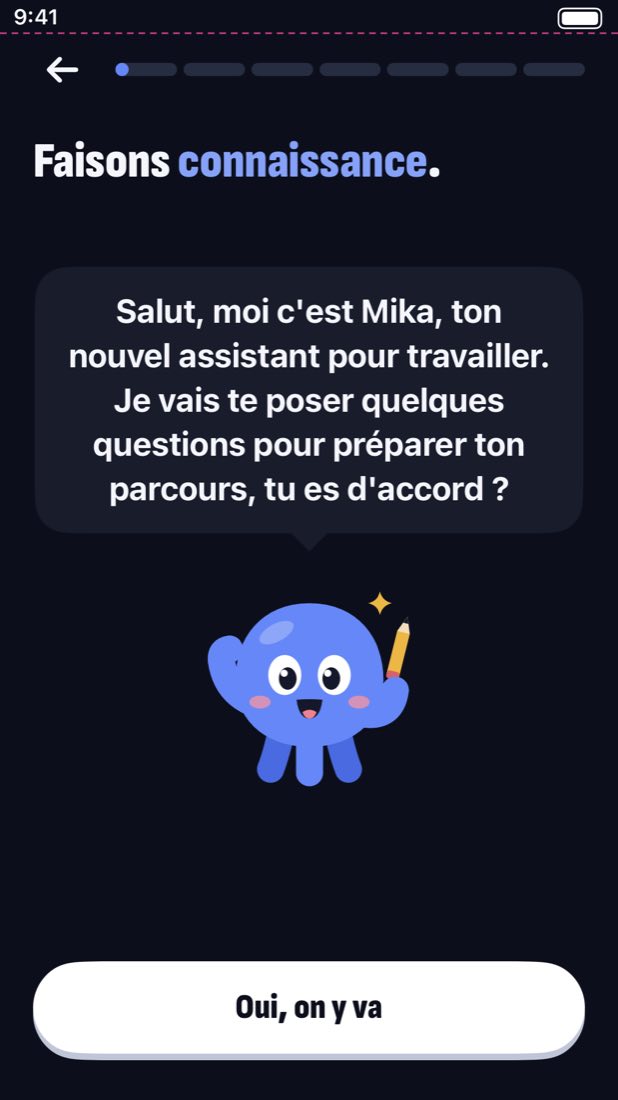 9:41
Faisons connaissance.
Salut, moi c'est Mika, ton
nouvel assistant pour travailler.
Je vais te poser quelques
questions pour préparer ton
parcours, tu es d'accord ?
Oui, on y va